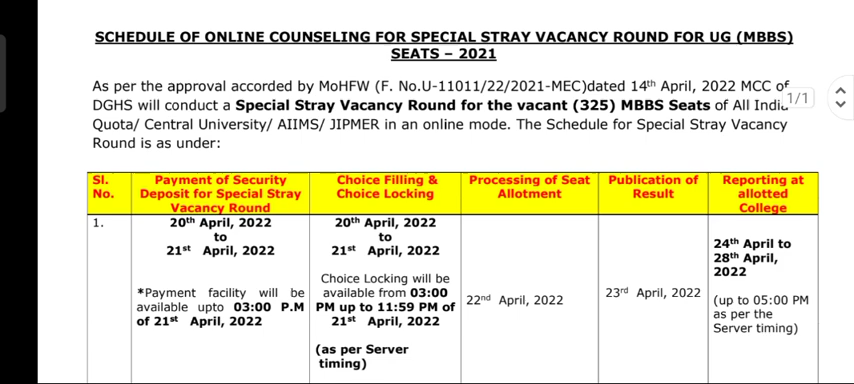 SCHEDULE OF ONLINE COUNSELING FOR SPECIAL STRAY VACANCY ROUND FOR UG (MBBS)
SEATS – 2021
As per the approval accorded by MoHFW (F. No.U-11011/22/2021-MEC)dated 14th April, 2022 MCC of
DGHS will conduct a Special Stray Vacancy Round for the vacant (325) MBBS Seats of All India
1/1
Quota/ Central University/ AIIMS/ JIPMER in an online mode. The Schedule for Special Stray Vacancy
Round is as under:
Sl.
No.
Payment of Security
Deposit for Special Stray
Vacancy Round
Choice Filling &
Choice Locking
Processing of Seat
Allotment
Publication of
Result
Reporting at
allotted
College
1.
20th April, 2022
to
21st April, 2022
*Payment facility will be
available upto 03:00 P.M
of 21st April, 2022
20th April, 2022
to
21st April, 2022
Choice Locking will be
available from 03:00
PM up to 11:59 PM of
21st April, 2022
(as per Server
timing)
22nd April, 2022
23rd April, 2022
24th April to
28th April,
2022
(up to 05:00 PM
as per the
Server timing)